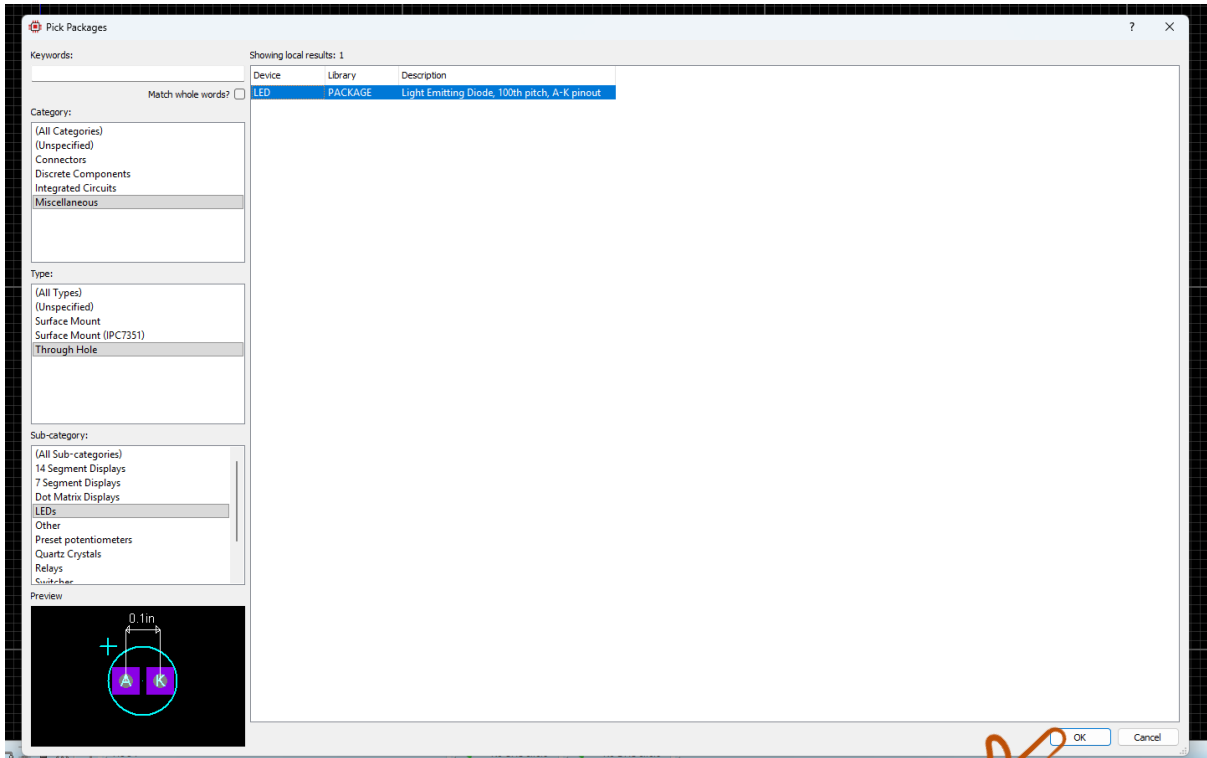 Pick Packages
? ×
Keywords:
Match whole words?
Category:
(All Categories)
(Unspecified)
Connectors
Discrete Components
Integrated Circuits
Miscellaneous
Type:
(All Types)
(Unspecified)
Surface Mount
Surface Mount (IPC7351)
Through Hole
Sub-category:
(All Sub-categories)
14 Segment Displays
7 Segment Displays
Dot Matrix Displays
LEDs
Other
Preset potentiometers
Quartz Crystals
Relays
Switches
Preview
0.1in
A K
Showing local results: 1
Device Library Description
LED PACKAGE Light Emitting Diode, 100th pitch, A-K pinout
OK Cancel